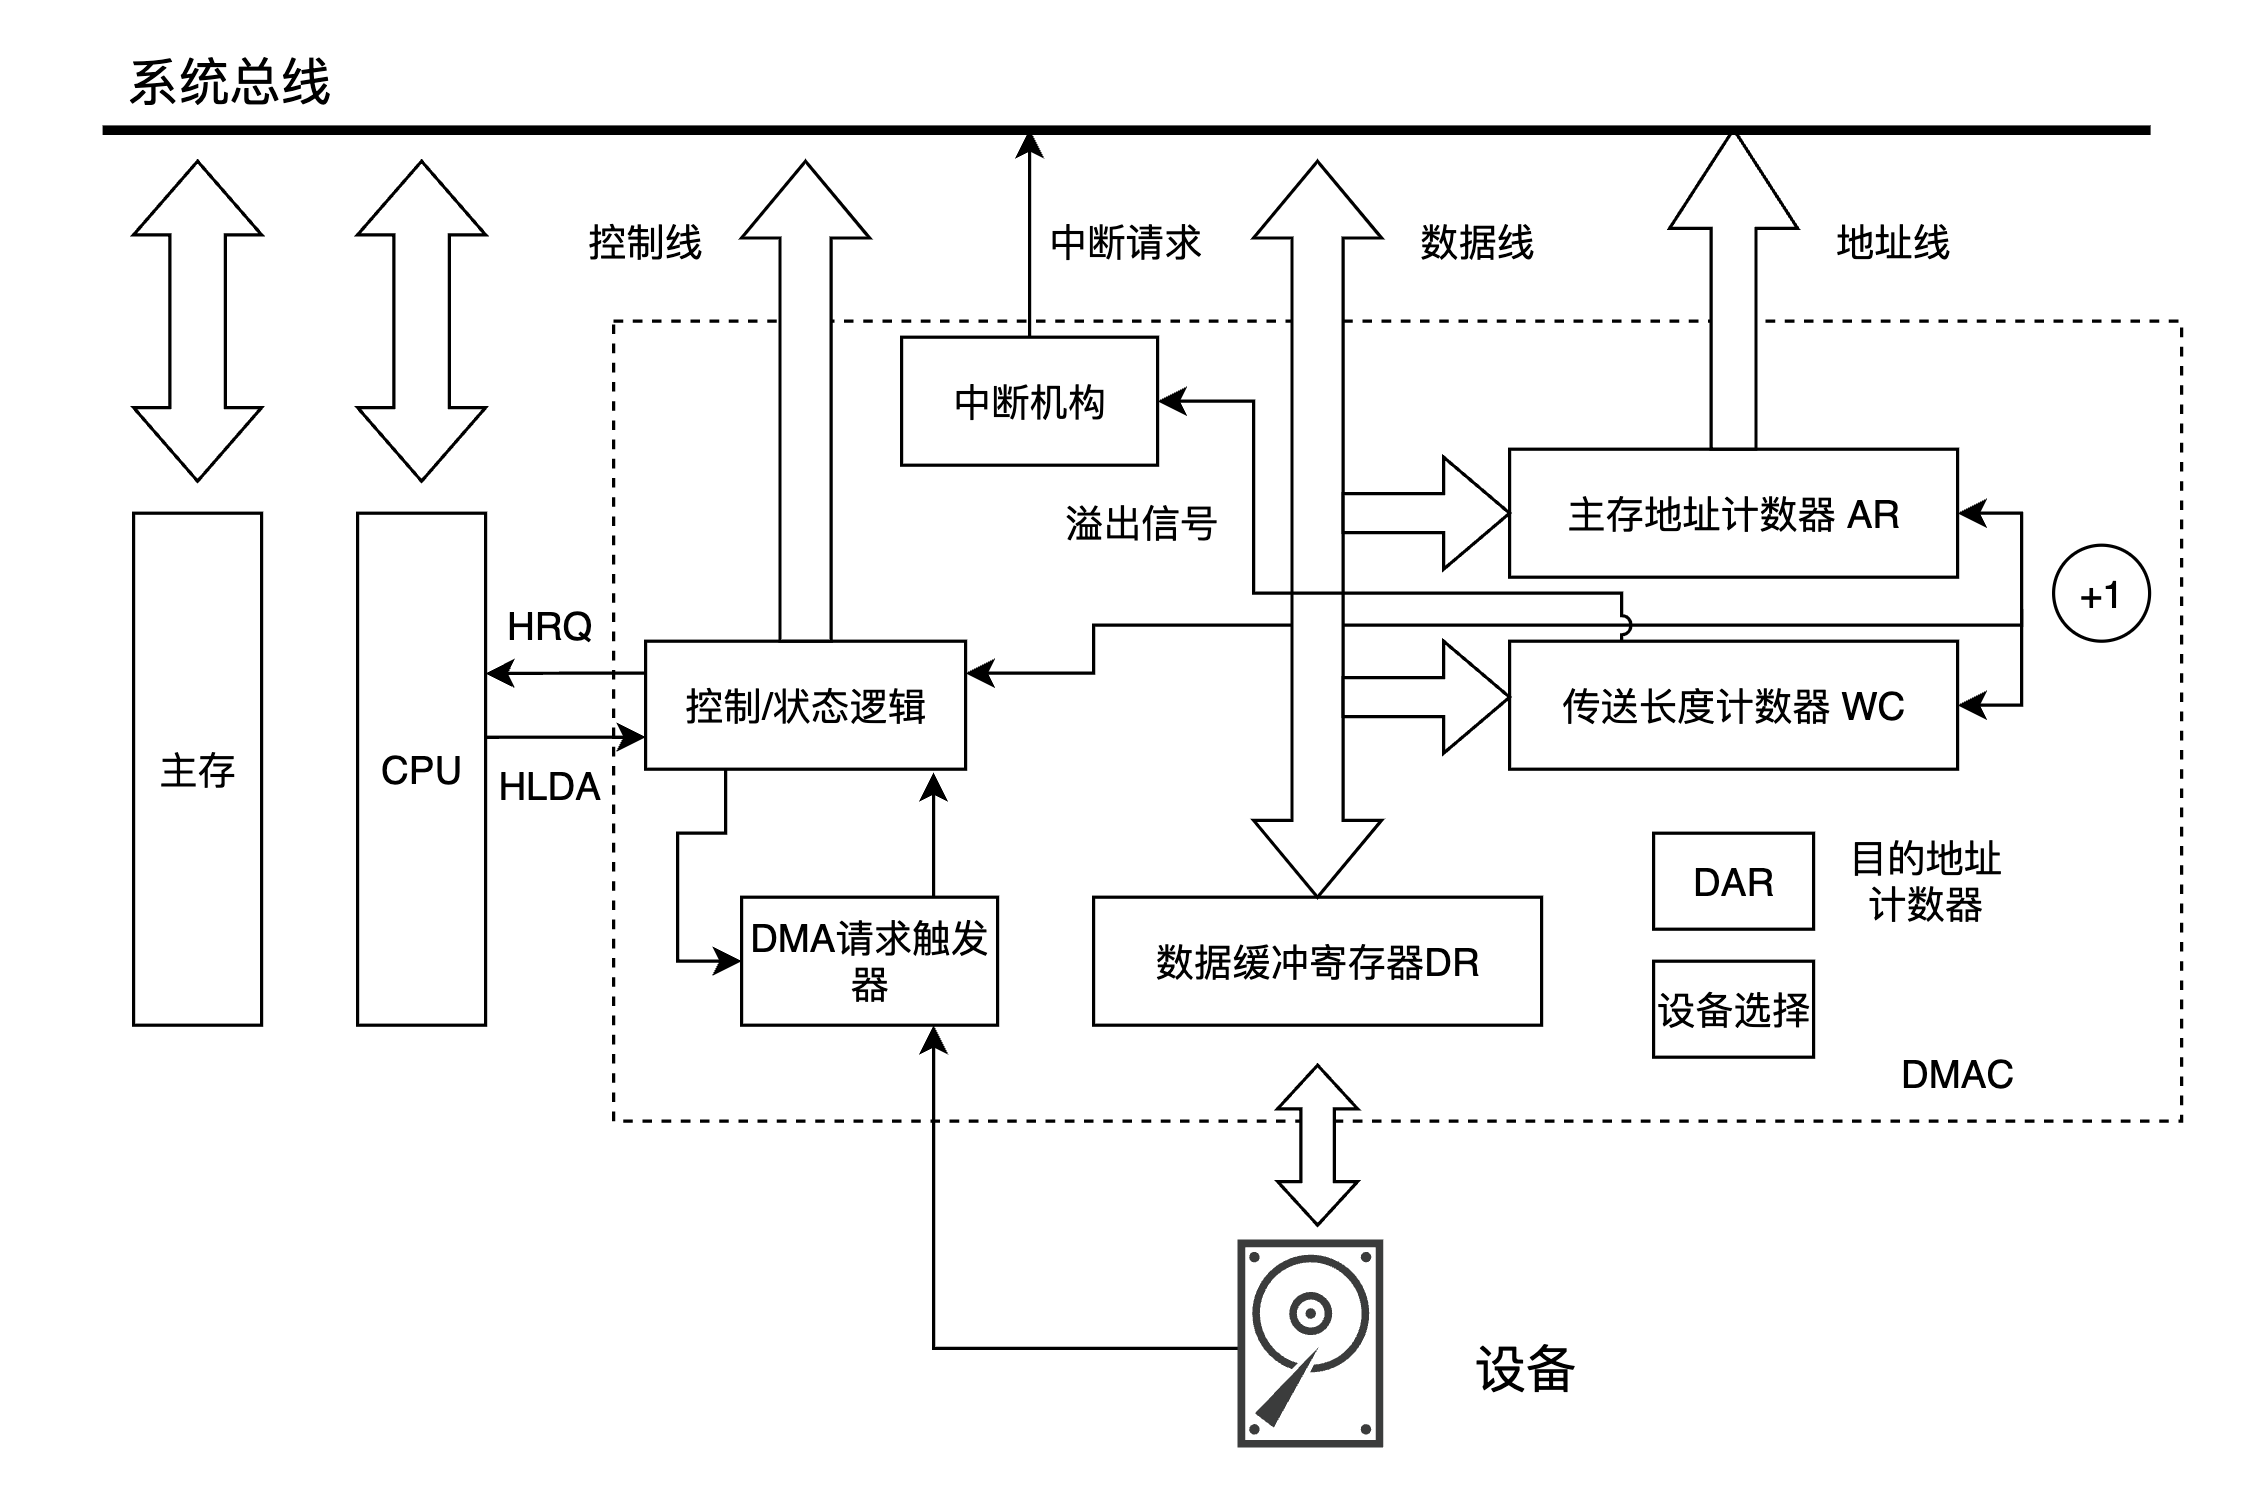 系统总线
控制线
中断请求
数据线
地址线
中断机构
溢出信号
主存地址计数器 AR
+1
HRQ
控制/状态逻辑
传送长度计数器 WC
主存
CPU
HLDA
DAR
目的地址
计数器
DMA请求触发
器
数据缓冲寄存器DR
设备选择
DMAC
设备